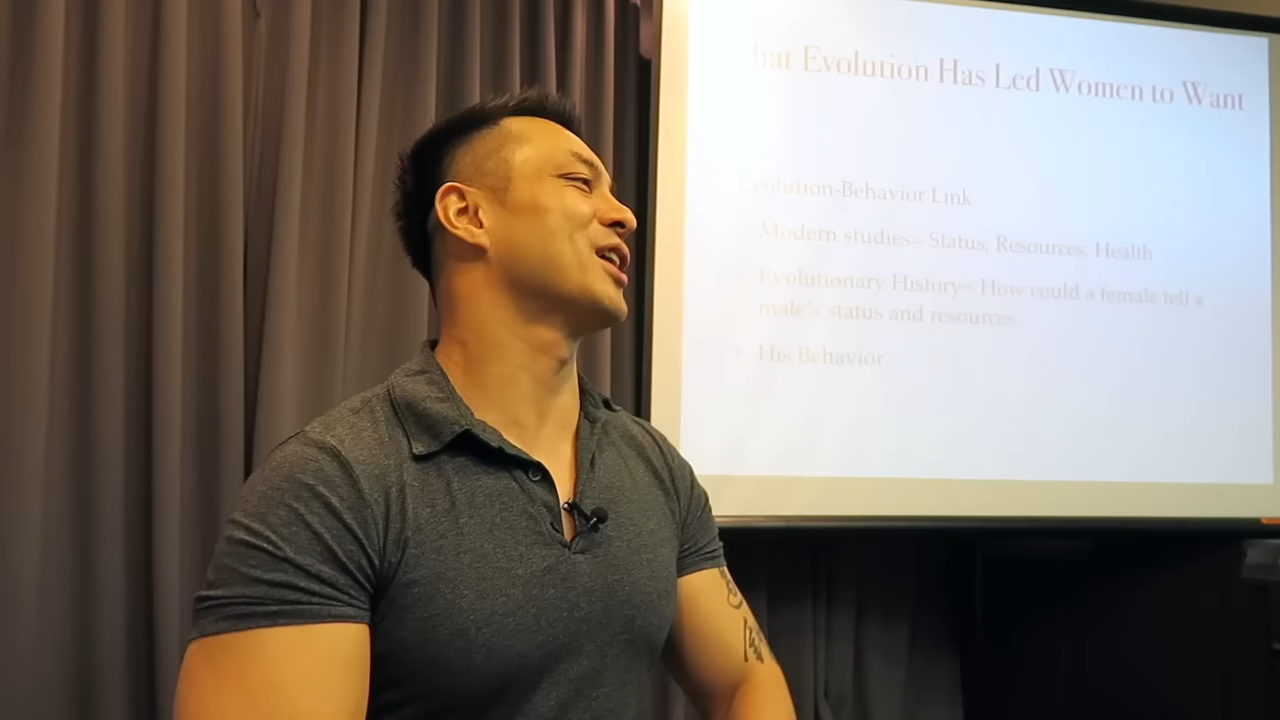 hat Evolution Has Led Women to Want
Evolution-Behavior Link
Modern studies= Status, Resources, Health
Evolutionary History= How could a female tell a
male's status and resources
His Behavior